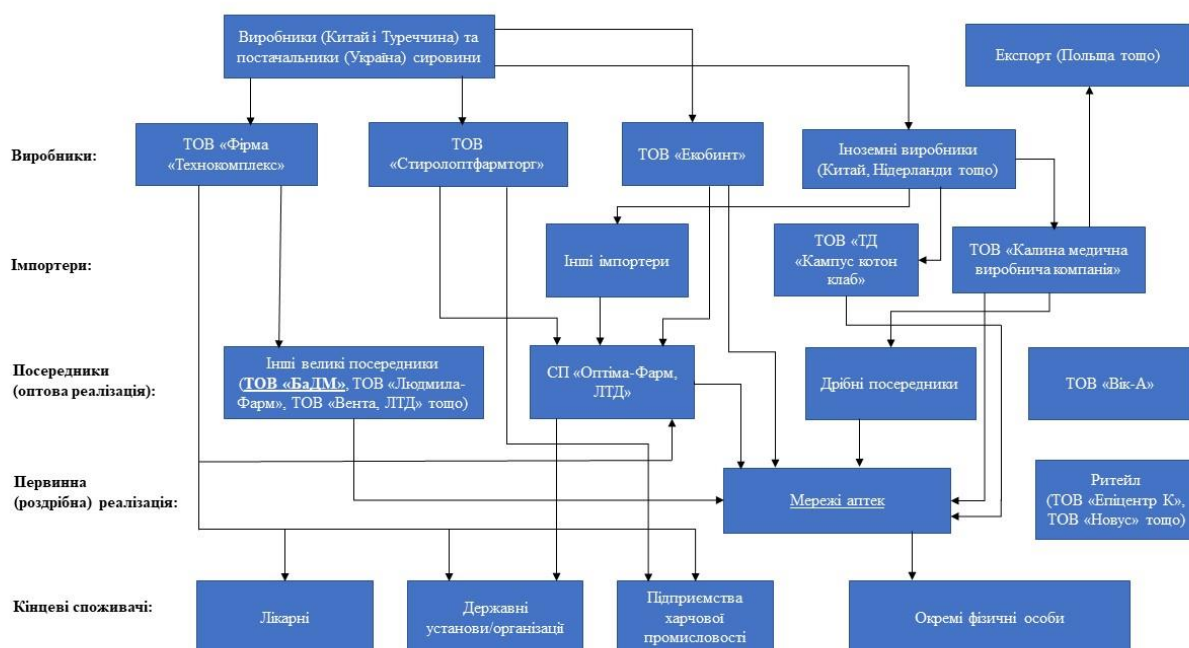 Виробники (Китай і Туреччина) та
постачальники (Україна) сировини
Експорт (Польща тощо)
Виробники:
ТОВ «Фірма
«Технокомплекс»
ТОВ
«Стиролоптфармторг»
ТОВ «Екобинт»
Іноземні виробники
(Китай, Нідерланди тощо)
Імпортери:
Інші імпортери
ТОВ «ТД
«Кампус котон
клаб»
ТОВ «Калина медична
виробнича компанія»
Посередники
(оптова реалізація):
Інші великі посередники
(ТОВ «БаДМ», ТОВ «Людмила-
Фарм», ТОВ «Вента, ЛТД» тощо)
СП «Оптіма-Фарм,
ЛТД»
Дрібні посередники
ТОВ «Вік-А»
Первинна
(роздрібна) реалізація:
Мережі аптек
Ритейл
(ТОВ «Епіцентр К»,
ТОВ «Новус» тощо)
Кінцеві споживачі:
Лікарні
Державні
установи/організації
Підприємства
харчової
промисловості
Окремі фізичні особи